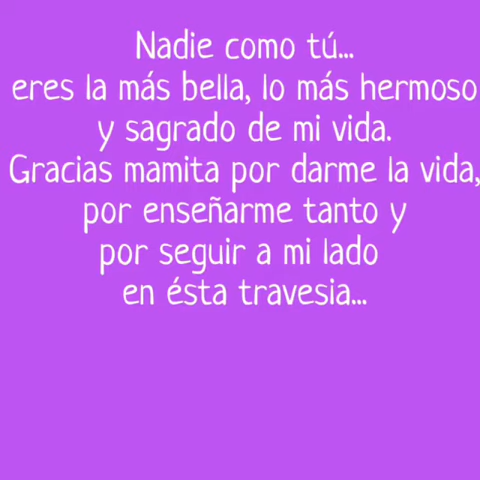 Nadie como tú...
eres la más bella, lo más hermoso
y sagrado de mi vida.
Gracias mamita por darme la vida,
por enseñarme tanto y
por seguir a mi lado
en ésta travesia...